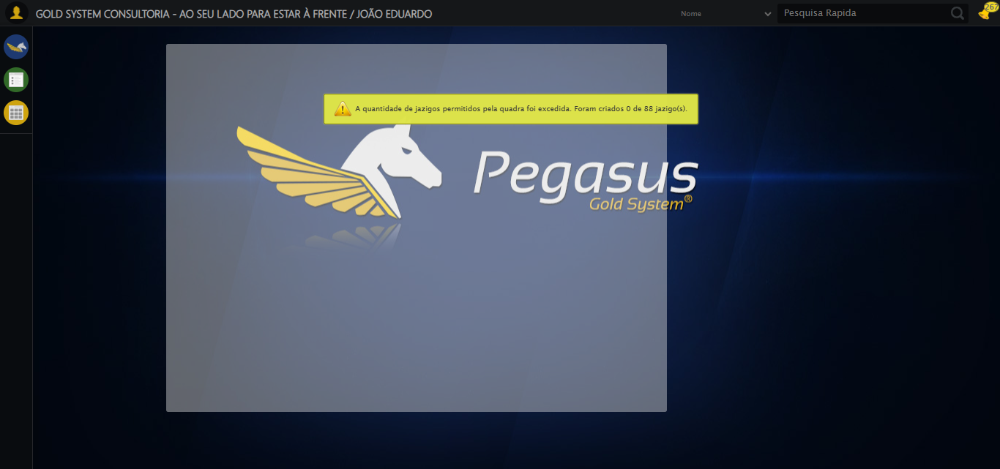 GOLD SYSTEM CONSULTORIA - AO SEU LADO PARA ESTAR À FRENTE / JOÃO EDUARDO
Nome
Pesquisa Rapida
267
A quantidade de jazigos permitidos pela quadra foi excedida. Foram criados 0 de 88 jazigo(s).
Pegasus
Gold System®